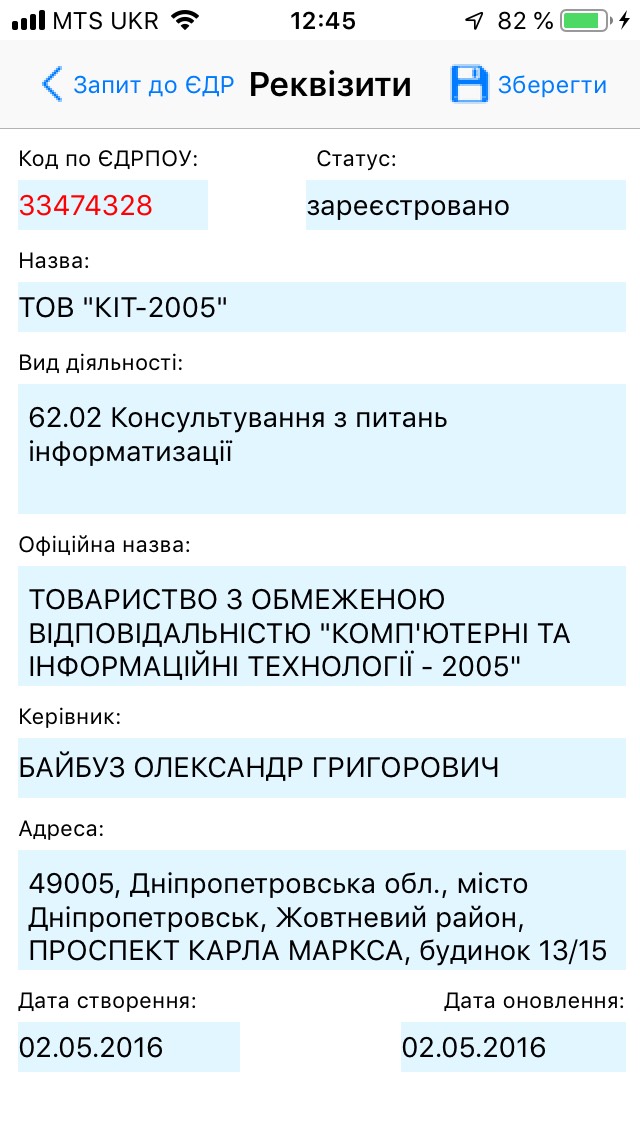 MTS UKR 12:45 82 %
Запит до ЄДР Реквізити Зберегти
Код по ЄДРПОУ: Статус:
33474328 зареєстровано
Назва:
ТОВ "КІТ-2005"
Вид діяльності:
62.02 Консультування з питань
інформатизації
Офіційна назва:
ТОВАРИСТВО З ОБМЕЖЕНОЮ
ВІДПОВІДАЛЬНІСТЮ "КОМП'ЮТЕРНІ ТА
ІНФОРМАЦІЙНІ ТЕХНОЛОГІЇ - 2005"
Керівник:
БАЙБУЗ ОЛЕКСАНДР ГРИГОРОВИЧ
Адреса:
49005, Дніпропетровська обл., місто
Дніпропетровськ, Жовтневий район,
ПРОСПЕКТ КАРЛА МАРКСА, будинок 13/15
Дата створення: Дата оновлення:
02.05.2016 02.05.2016